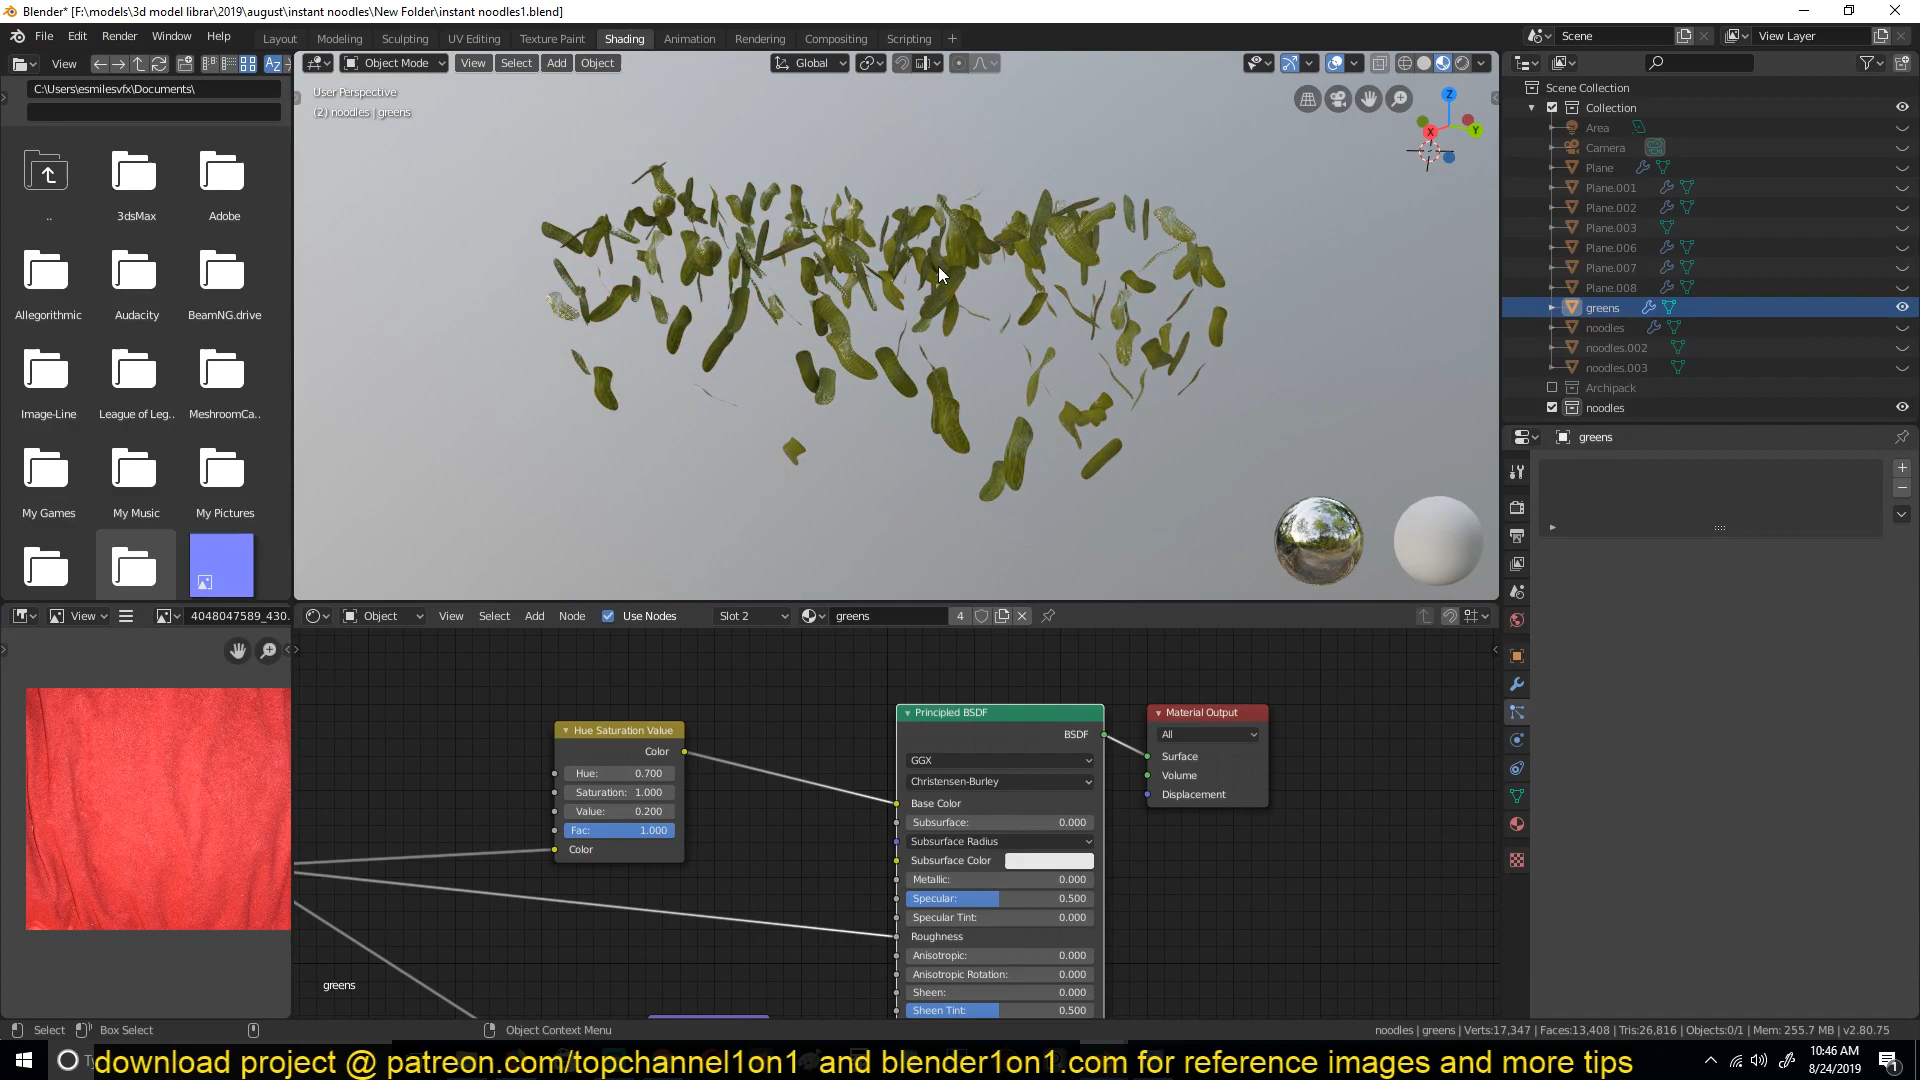 Blender* [F:\models\3d model librar\2019\august\instant noodles\New Folder\instant noodles1.blend]
File Edit Render Window Help
Layout Modeling Sculpting UV Editing Texture Paint Shading Animation Rendering Compositing Scripting +
Scene
View Layer
View
Object Mode View Select Add Object
Global
C:\Users\esmilesvfx\Documents\
User Perspective
(2) noodles | greens
Z
X
Y
..
3dsMax
Adobe
Allegorithmic
Audacity
BeamNG.drive
Image-Line
League of Leg..
MeshroomCa..
My Games
My Music
My Pictures
Scene Collection
Collection
Area
Camera
Plane
Plane.001
Plane.002
Plane.003
Plane.006
Plane.007
Plane.008
greens
noodles
noodles.002
noodles.003
Archipack
noodles
greens
View
4048047589_430.
Object View Select Add Node Use Nodes Slot 2 greens 4
Hue Saturation Value
Color
Hue: 0.700
Saturation: 1.000
Value: 0.200
Fac: 1.000
Color
Principled BSDF
BSDF
GGX
Christensen-Burley
Base Color
Subsurface: 0.000
Subsurface Radius
Subsurface Color
Metallic: 0.000
Specular: 0.500
Specular Tint: 0.000
Roughness
Anisotropic: 0.000
Anisotropic Rotation: 0.000
Sheen: 0.000
Sheen Tint: 0.500
Material Output
All
Surface
Volume
Displacement
greens
Select Box Select Object Context Menu
noodles | greens | Verts:17,347 | Faces:13,408 | Tris:26,816 | Objects:0/1 | Mem: 255.7 MB | v2.80.75
download project @ patreon.com/topchannel1on1 and blender1on1.com for reference images and more tips
10:46 AM
8/24/2019
1